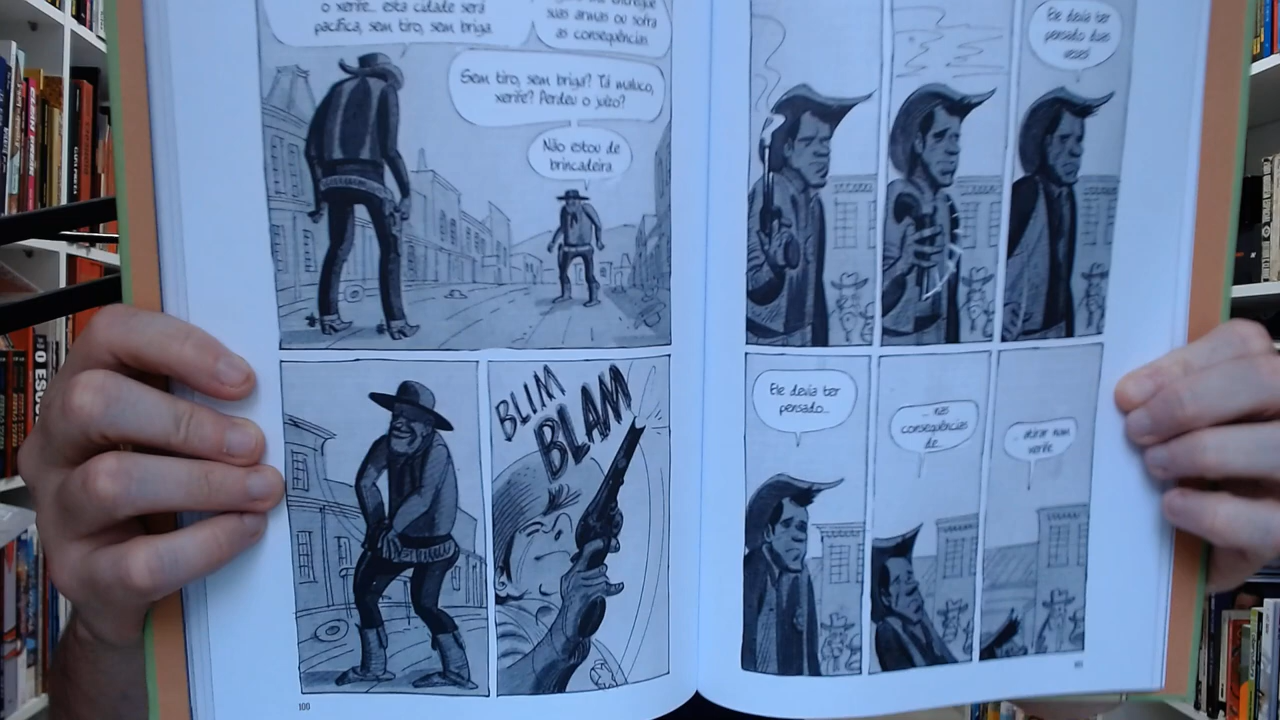 o xerife... esta cidade será
pacífica, sem tiro, sem briga.
entregue
suas armas ou sofra
as consequências.
Sem tiro, sem briga? Tá maluco,
xerife? Perdeu o juízo?
Não estou de
brincadeira.
BLIM
BLAM
100
Ele devia ter
pensado duas
vezes!
Ele devia ter
pensado...
... nas
consequências
de...
... atirar num
xerife.